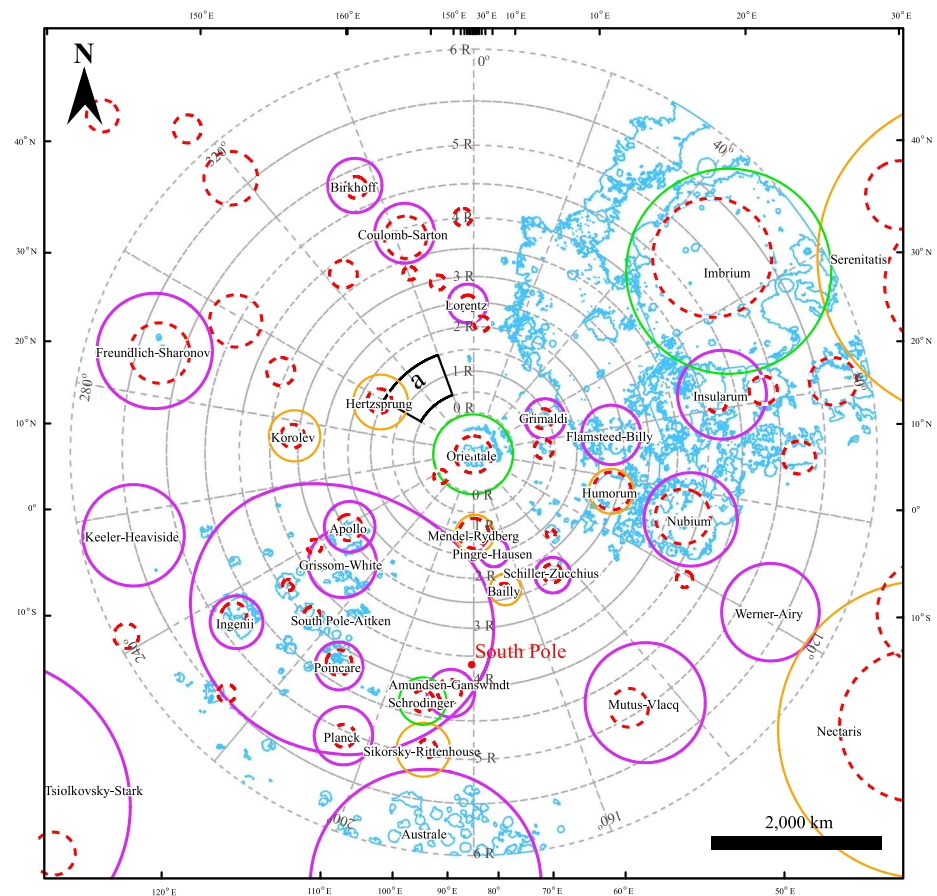 150°E 160°E 150°E 30°E 10°E 10°E 20°E 30°E
N
6 R
0°
40°N
320°
5 R
40°
40°N
Birkhoff
4 R
Coulomb-Sarton
30°N
3 R
Imbrium
Serenitatis
30°N
Lorentz
2 R
20°N
Freundlich-Sharonov
1 R
20°N
280°
a
80°
Hertzsprung
0 R
Insularum
10°N
Korolev
Grimaldi
Flamsteed-Billy
10°N
Orientale
0°
0 R
Humorum
0°
Keeler-Heaviside
Apollo
1 R
Mendel-Rydberg
Nubium
Grissom-White
Pingre-Hausen
2 R
Schiller-Zucchius
Bailly
10°S
Ingenii
South Pole-Aitken
3 R
Werner-Airy
10°S
240°
South Pole
120°
Poincare
4 R
Amundsen-Ganswindt
Schrodinger
Mutus-Vlacq
Planck
Sikorsky-Rittenhouse
5 R
Nectaris
Tsiolkovsky-Stark
200°
160°
2,000 km
Australe
6 R
120°E 110°E 100°E 90°E 80°E 70°E 60°E 50°E